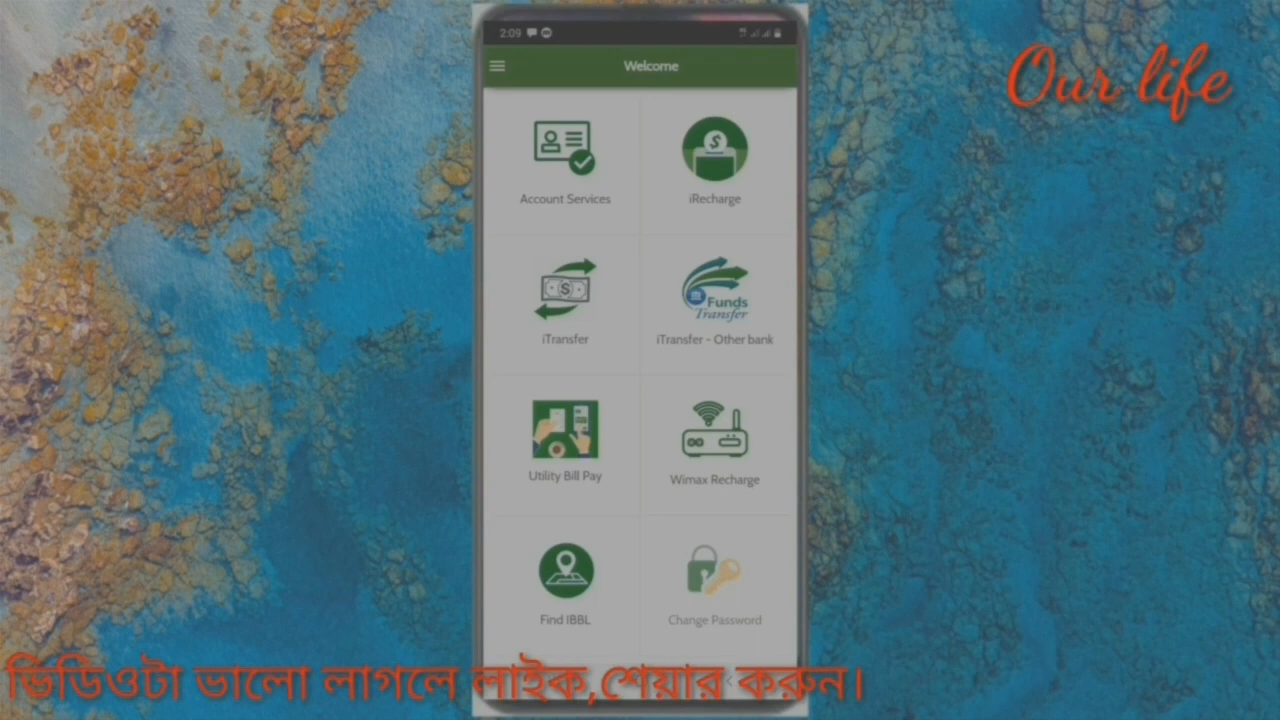 2:09
Our life
Welcome
Account Services
iRecharge
$
$
Funds
Transfer
iTransfer
iTransfer - Other bank
Utility Bill Pay
Wimax Recharge
Find IBBL
Change Password
ভিডিওটা ভালো লাগলে লাইক,শেয়ার করুন।